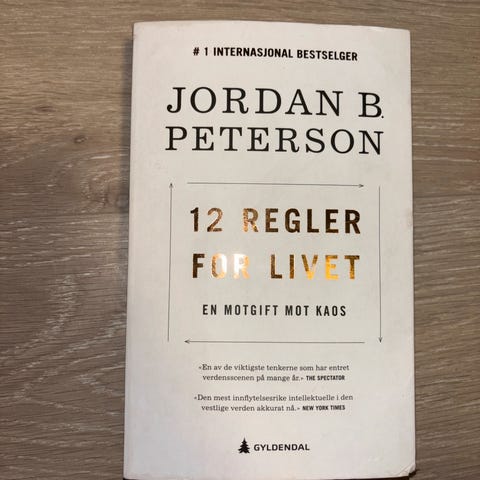 # 1 INTERNASJONAL BESTSELGER
JORDAN B.
PETERSON
12 REGLER
FOR LIVET
EN MOTGIFT MOT KAOS
«En av de viktigste tenkerne som har entret
verdensscenen på mange år.» THE SPECTATOR
«Den mest innflytelsesrike intellektuelle i den
vestlige verden akkurat nå.» NEW YORK TIMES
GYLDENDAL